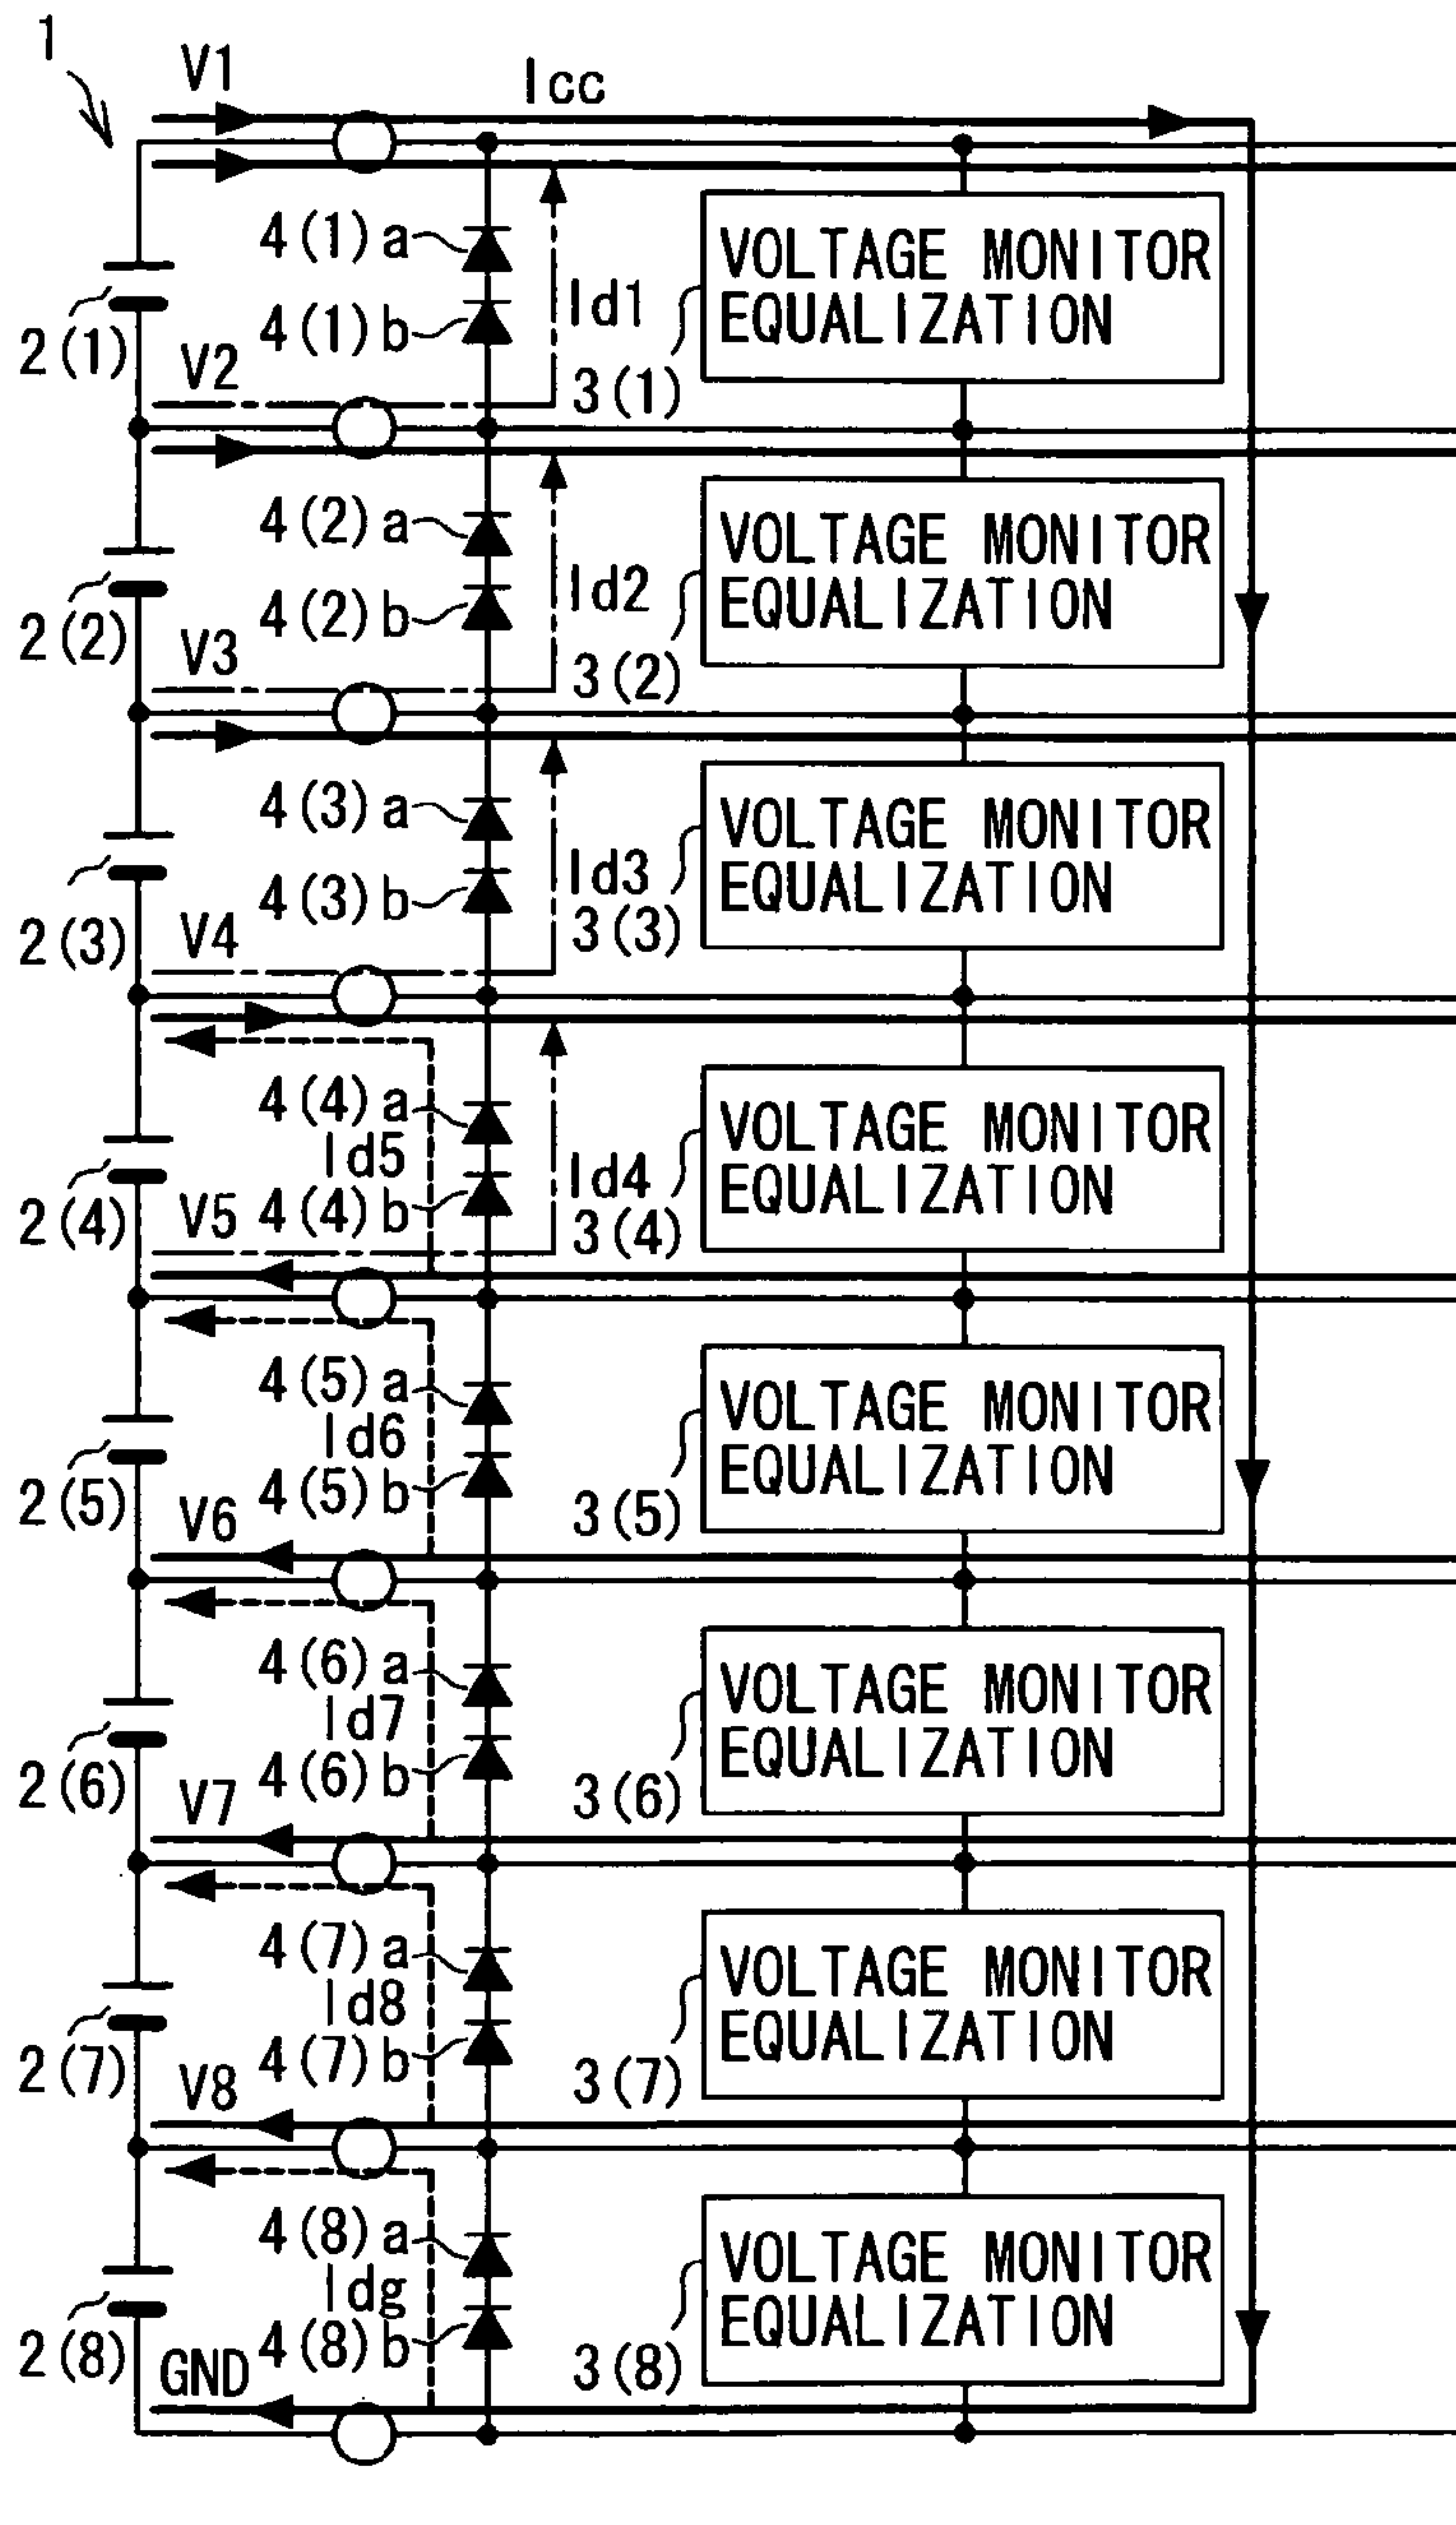 1
V1
Icc
4(1)a
VOLTAGE MONITOR
EQUALIZATION
Id1
4(1)b
2(1)
V2
3(1)
4(2)a
VOLTAGE MONITOR
EQUALIZATION
Id2
4(2)b
2(2)
V3
3(2)
4(3)a
VOLTAGE MONITOR
EQUALIZATION
Id3
4(3)b
2(3)
V4
3(3)
4(4)a
VOLTAGE MONITOR
EQUALIZATION
Id5
Id4
2(4)
V5
4(4)b
3(4)
4(5)a
VOLTAGE MONITOR
EQUALIZATION
Id6
4(5)b
2(5)
V6
3(5)
4(6)a
VOLTAGE MONITOR
EQUALIZATION
Id7
4(6)b
2(6)
V7
3(6)
4(7)a
VOLTAGE MONITOR
EQUALIZATION
Id8
4(7)b
2(7)
V8
3(7)
4(8)a
VOLTAGE MONITOR
EQUALIZATION
Idg
4(8)b
2(8)
GND
3(8)